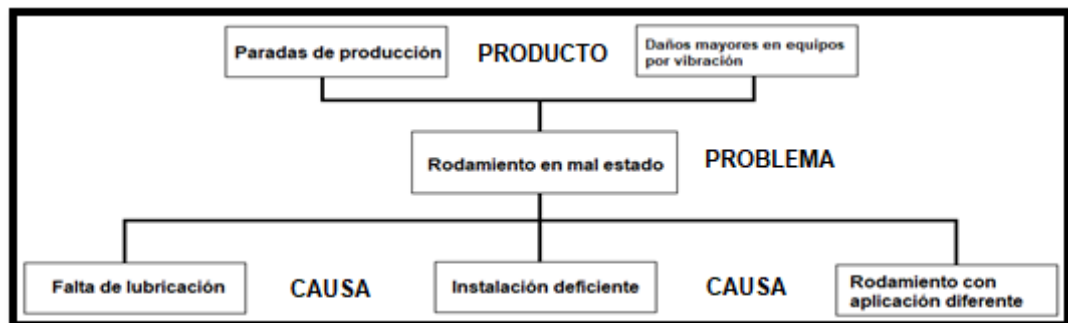 Paradas de producción
PRODUCTO
Daños mayores en equipos
por vibración
Rodamiento en mal estado
PROBLEMA
Falta de lubricación
CAUSA
Instalación deficiente
CAUSA
Rodamiento con
aplicación diferente